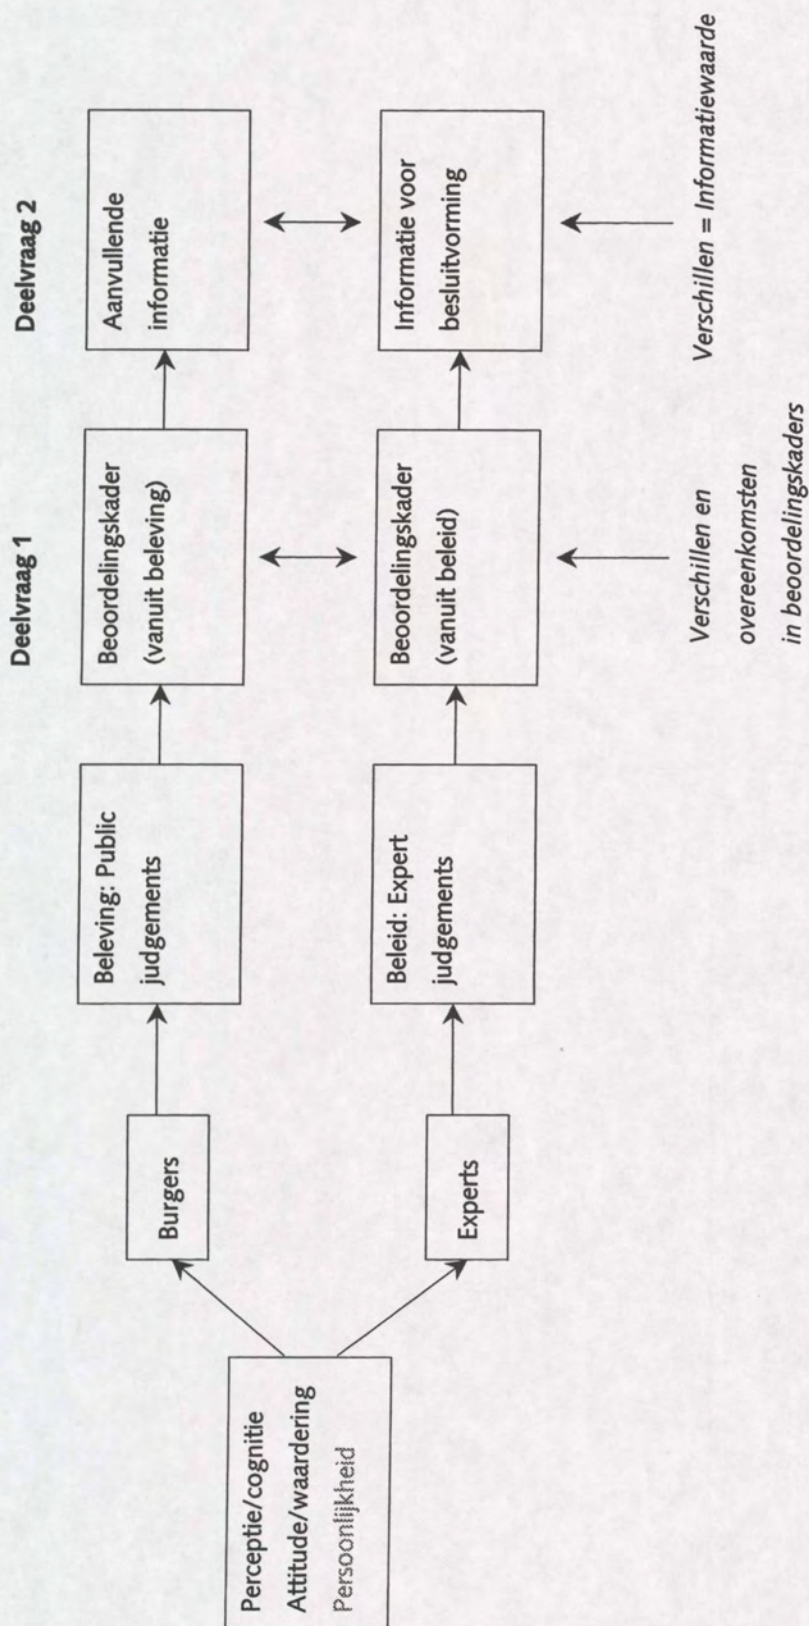 Deelvraag 1
Deelvraag 2
Perceptie/cognitie
Attitude/waardering
Persoonlijkheid
Burgers
Beleving: Public
judgements
Beoordelingskader
(vanuit beleving)
Aanvullende
informatie
Experts
Beleid: Expert
judgements
Beoordelingskader
(vanuit beleid)
Informatie voor
besluitvorming
Verschillen en
overeenkomsten
in beoordelingskaders
Verschillen = Informatiewaarde